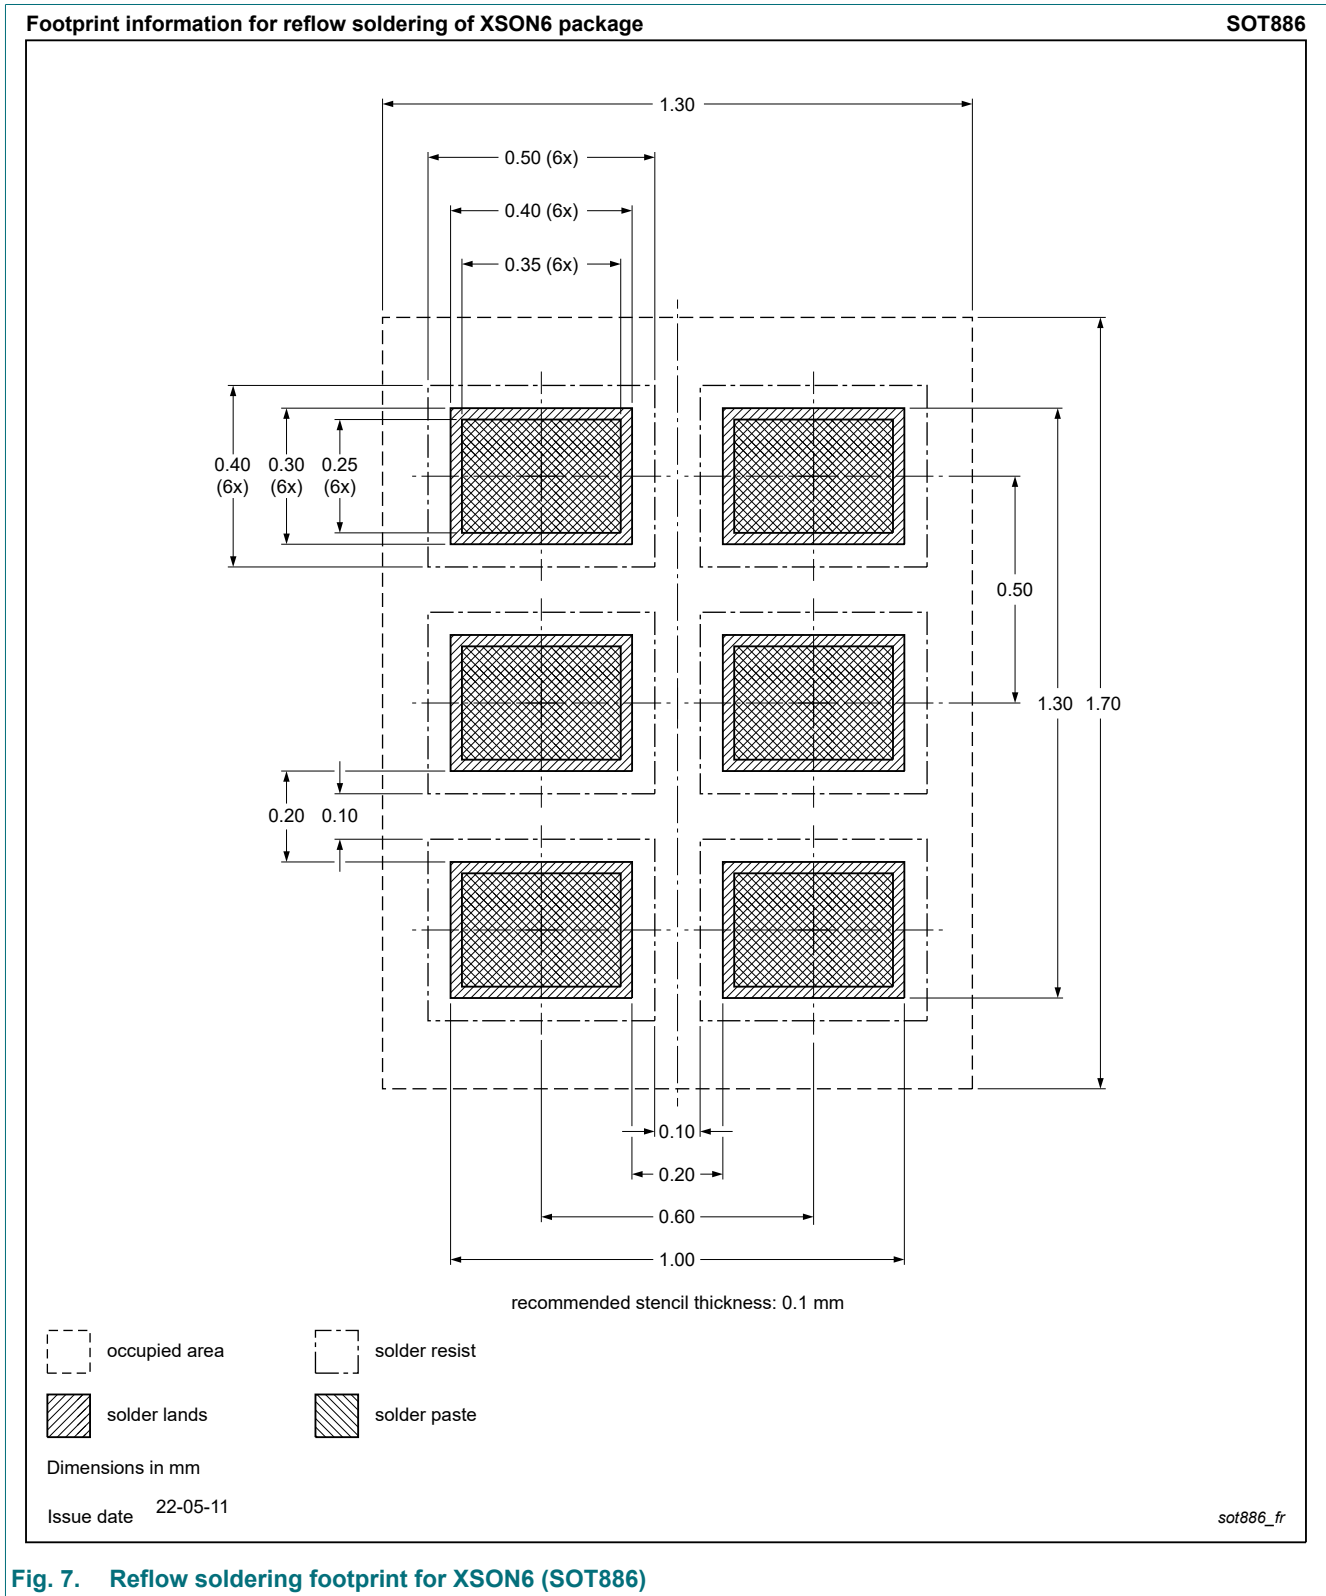 Footprint information for reflow soldering of XSON6 package SOT886
1.30
0.50 (6x)
0.40 (6x)
0.35 (6x)
0.40 0.30 0.25
(6x) (6x) (6x)
0.50
1.30 1.70
0.20 0.10
0.10
0.20
0.60
1.00
recommended stencil thickness: 0.1 mm
occupied area solder resist
solder lands solder paste
Dimensions in mm
Issue date 22-05-11
sot886_fr
Fig. 7. Reflow soldering footprint for XSON6 (SOT886)